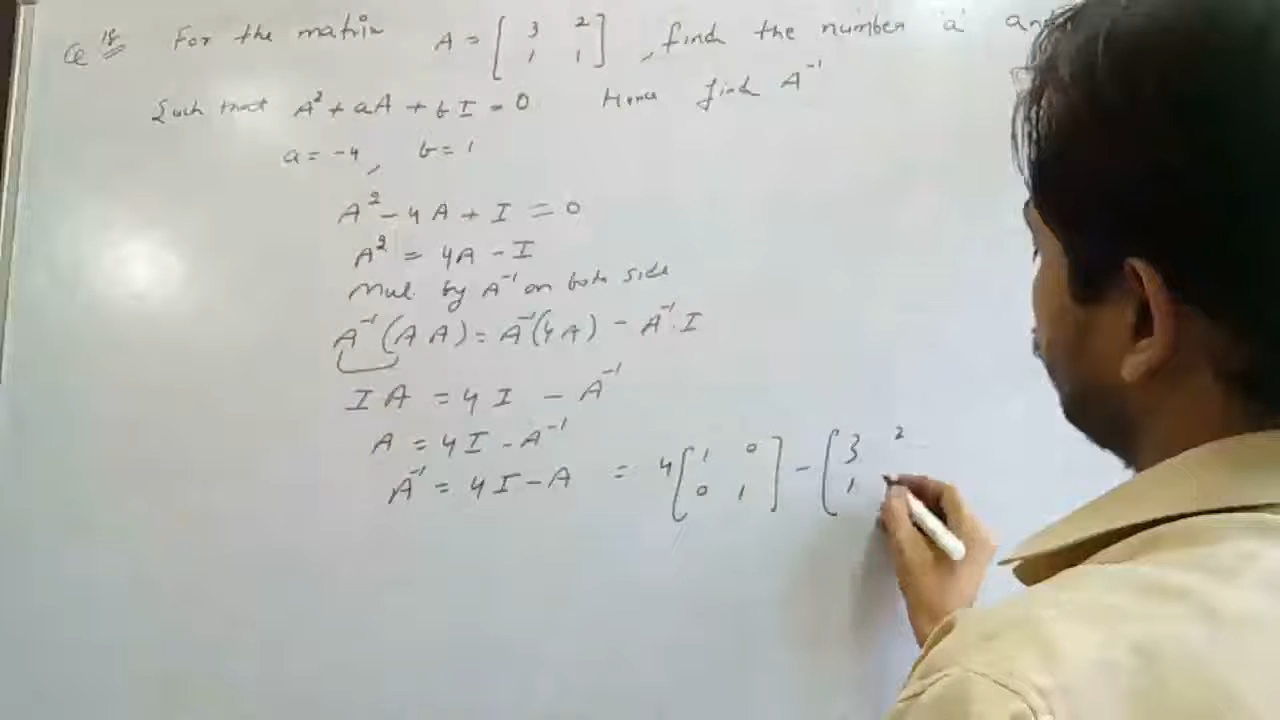 Q 18 For the matrix A = [ 3 2 1 1 ], find the number 'a' and
Such that A² + aA + bI = 0 Hence find A⁻¹
a = -4, b = 1
A² - 4A + I = 0
A² = 4A - I
Mul. by A⁻¹ on both side
A⁻¹(AA) = A⁻¹(4A) - A⁻¹.I
IA = 4I - A⁻¹
A = 4I - A⁻¹
A⁻¹ = 4I - A = 4[ 1 0 0 1 ] - [ 3 2 1